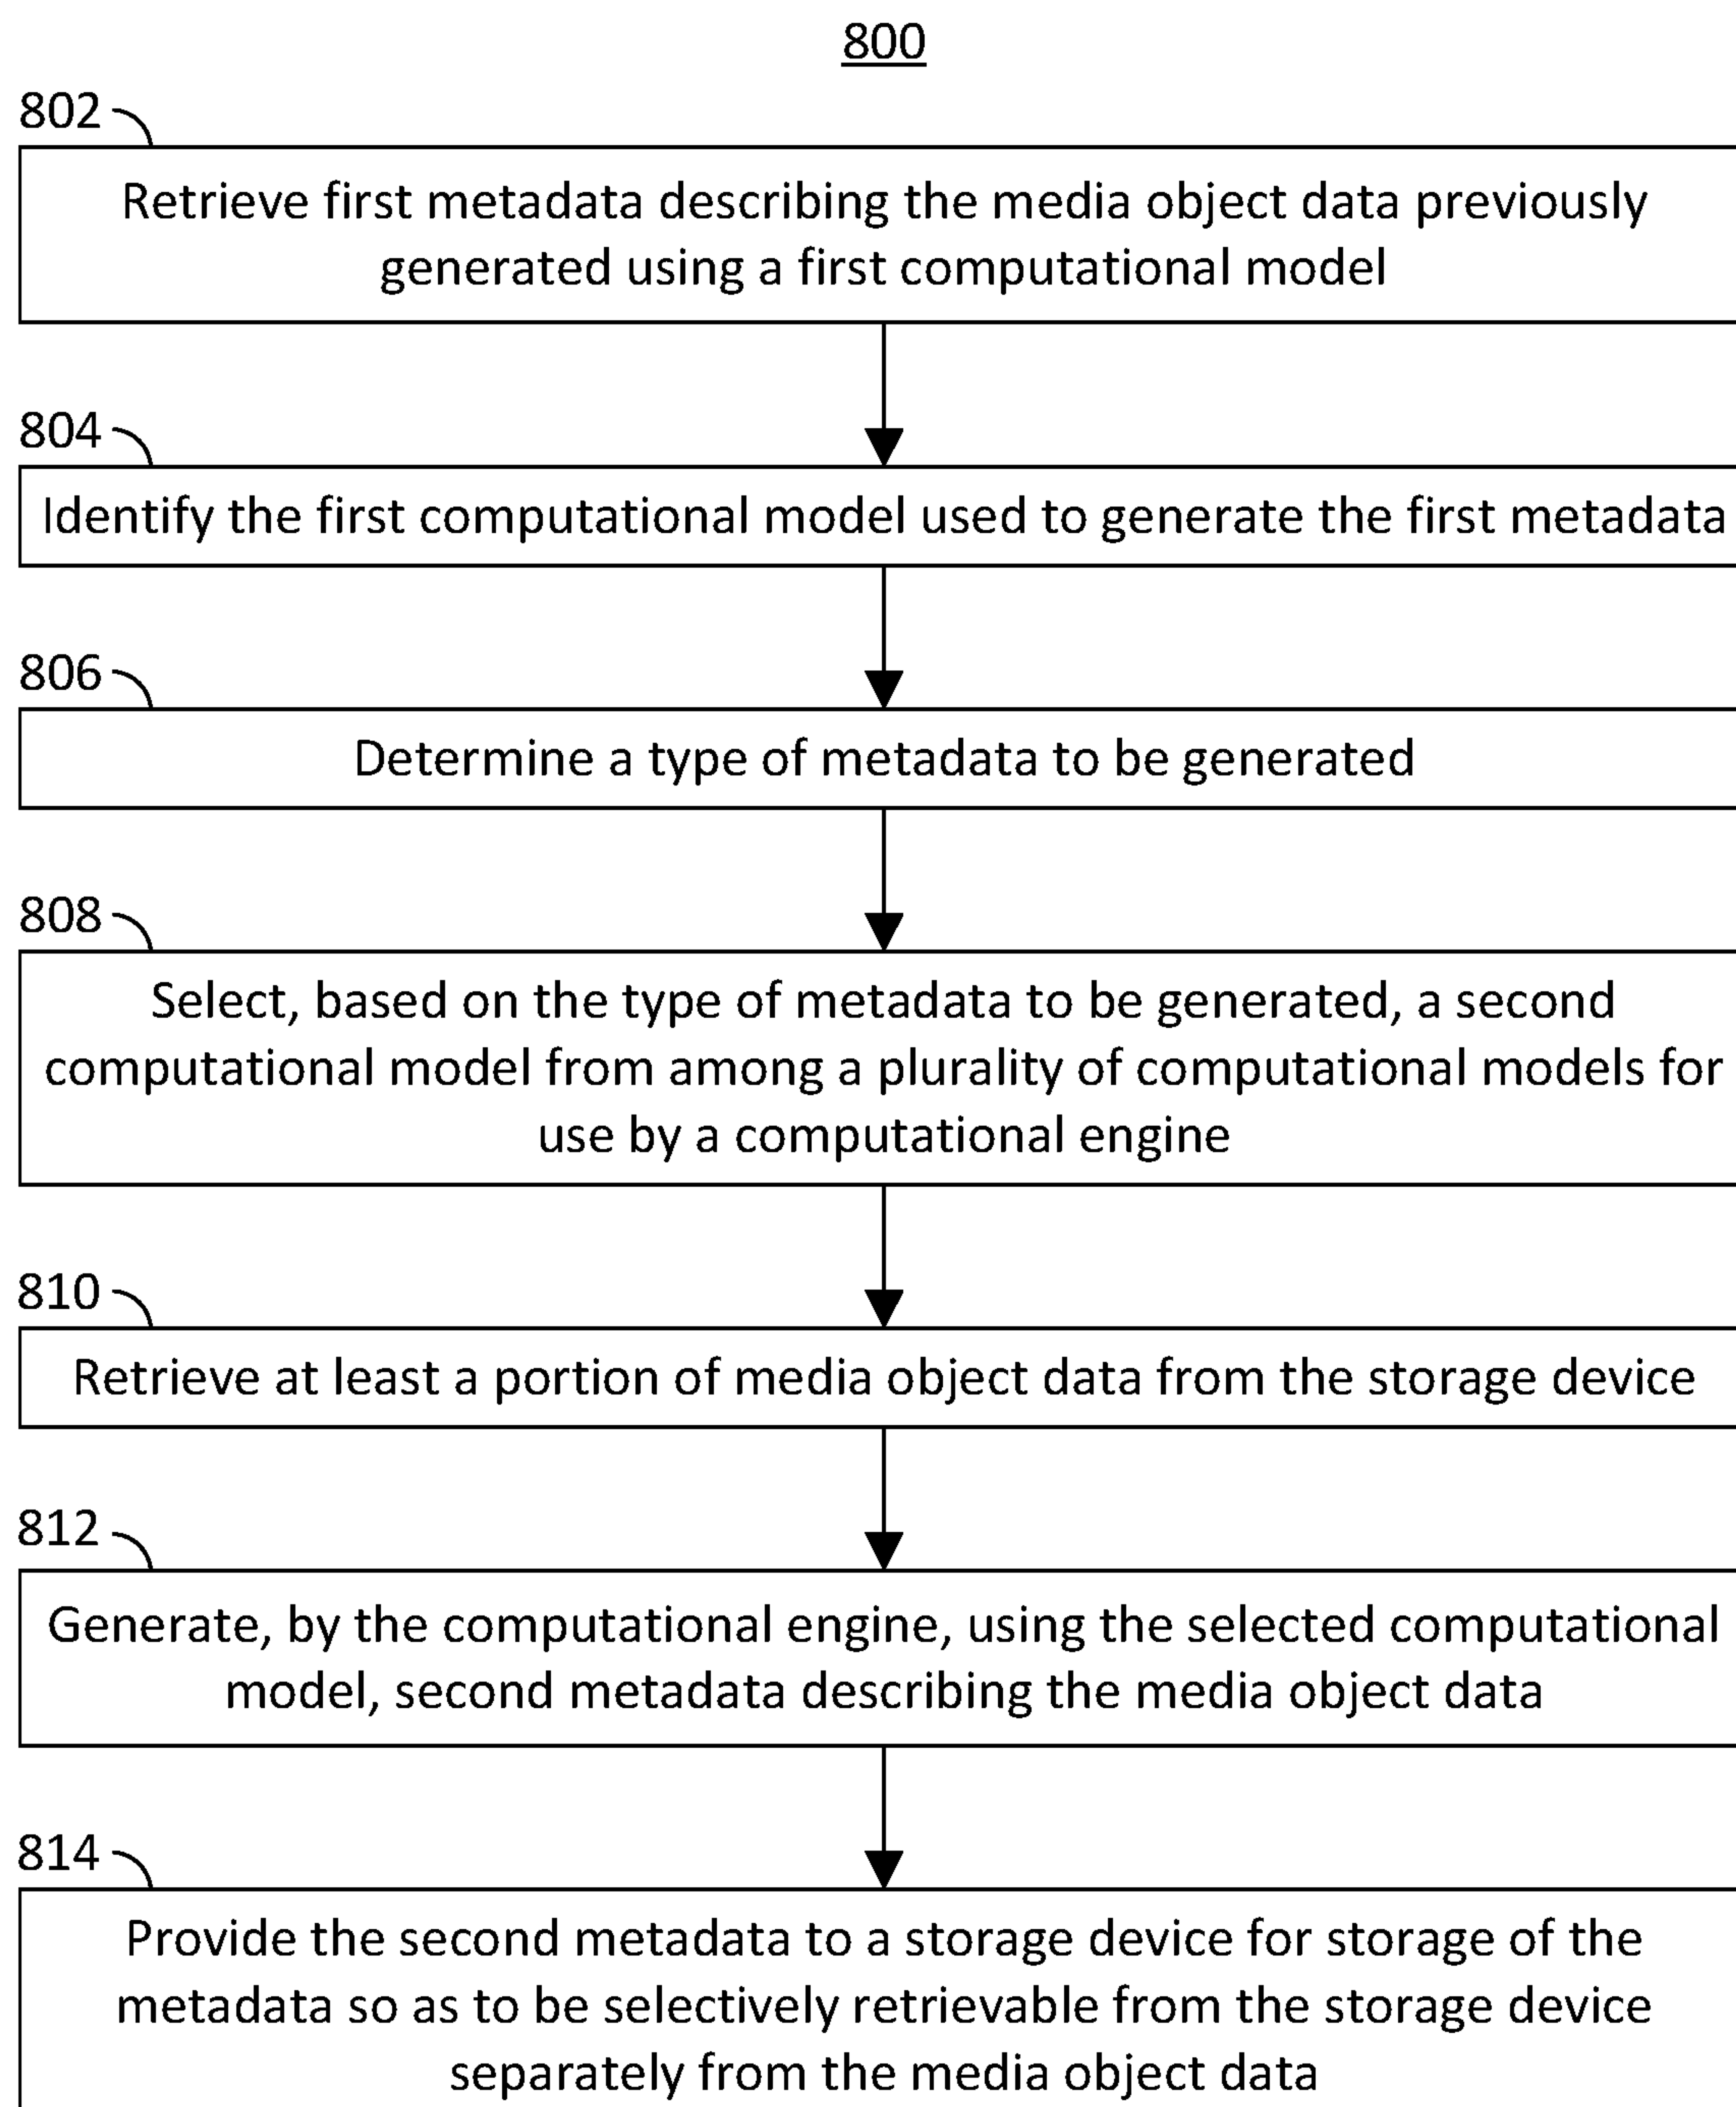 800
802
Retrieve first metadata describing the media object data previously
generated using a first computational model
804
Identify the first computational model used to generate the first metadata
806
Determine a type of metadata to be generated
808
Select, based on the type of metadata to be generated, a second
computational model from among a plurality of computational models for
use by a computational engine
810
Retrieve at least a portion of media object data from the storage device
812
Generate, by the computational engine, using the selected computational
model, second metadata describing the media object data
814
Provide the second metadata to a storage device for storage of the
metadata so as to be selectively retrievable from the storage device
separately from the media object data